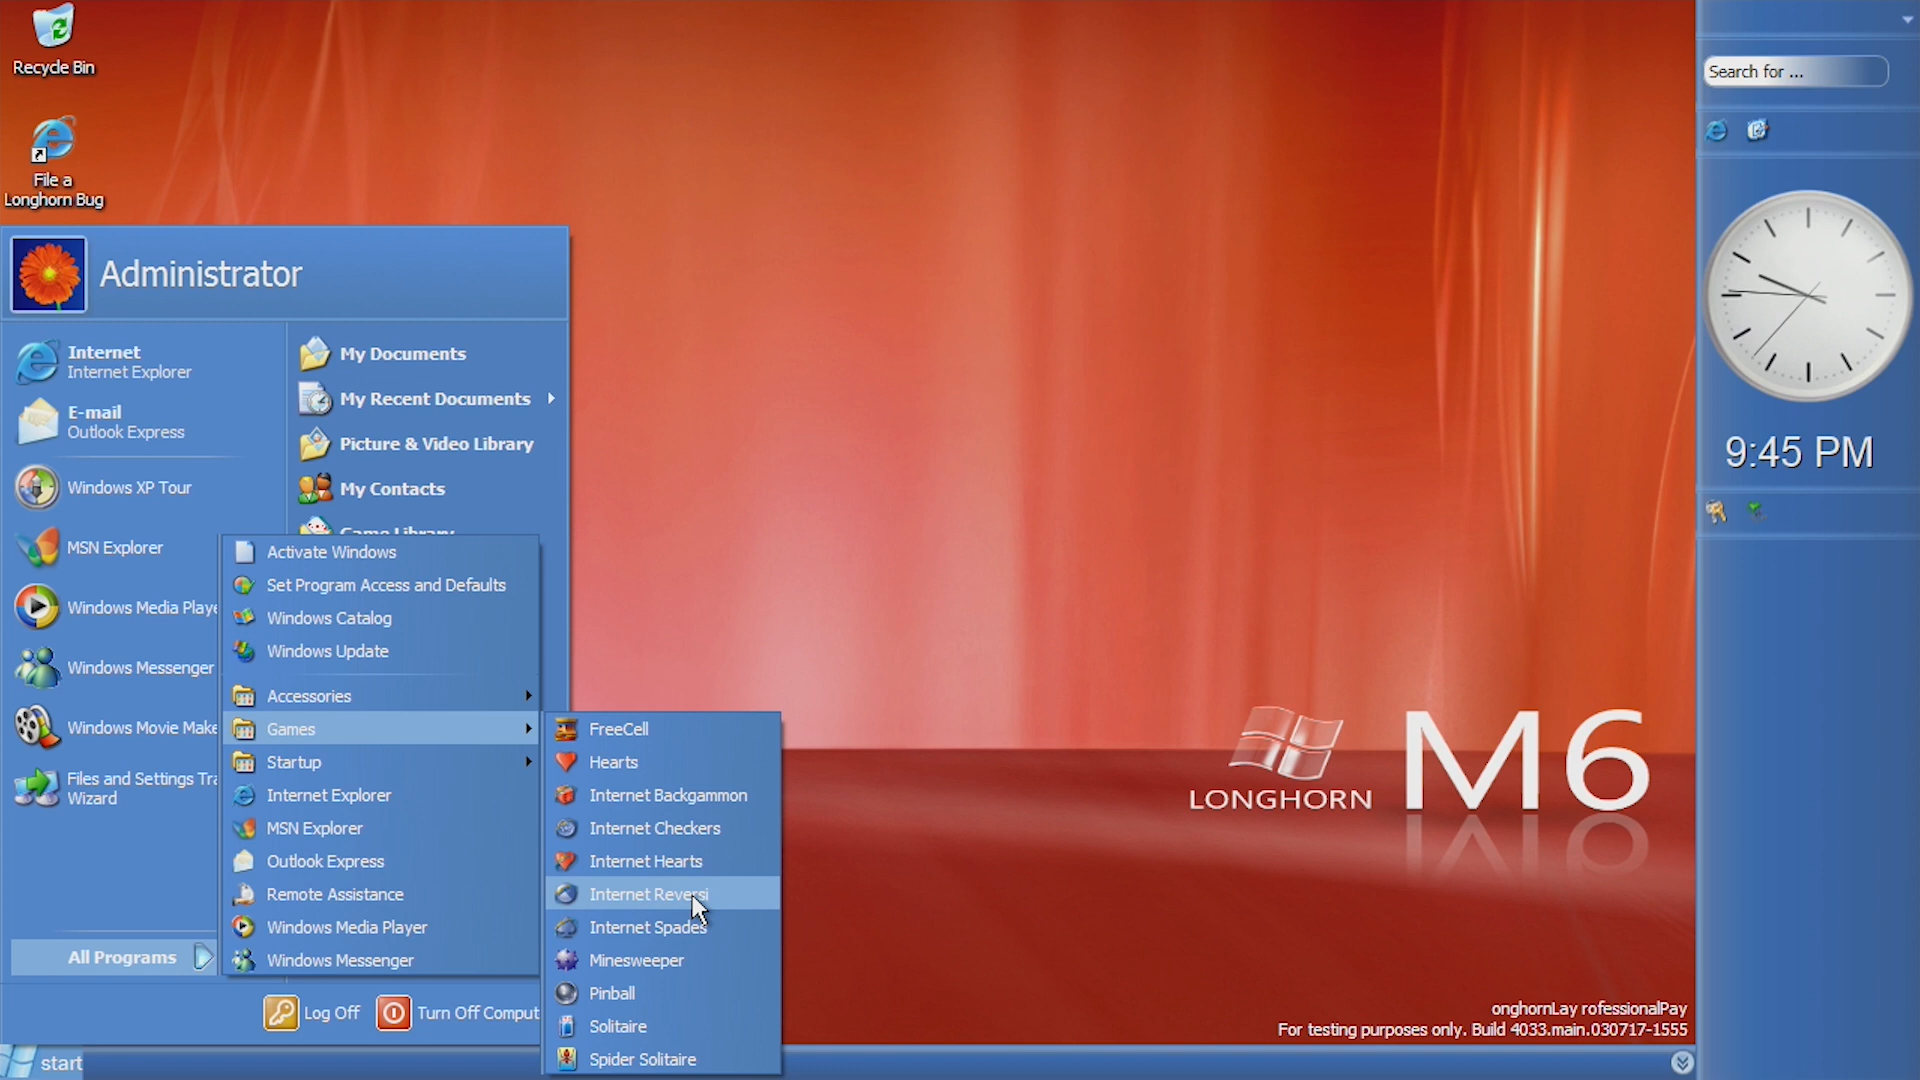 Recycle Bin
File a
Longhorn Bug
Administrator
Internet
Internet Explorer
E-mail
Outlook Express
Windows XP Tour
MSN Explorer
Windows Media Playe
Windows Messenger
Windows Movie Make
Files and Settings Tra
Wizard
All Programs
My Documents
My Recent Documents
Picture & Video Library
My Contacts
Game Library
Activate Windows
Set Program Access and Defaults
Windows Catalog
Windows Update
Accessories
Games
Startup
Internet Explorer
MSN Explorer
Outlook Express
Remote Assistance
Windows Media Player
Windows Messenger
FreeCell
Hearts
Internet Backgammon
Internet Checkers
Internet Hearts
Internet Reversi
Internet Spades
Minesweeper
Pinball
Solitaire
Spider Solitaire
Log Off
Turn Off Comput
start
LONGHORN M6
onghornLay rofessionalPay
For testing purposes only. Build 4033.main.030717-1555
Search for ...
9:45 PM